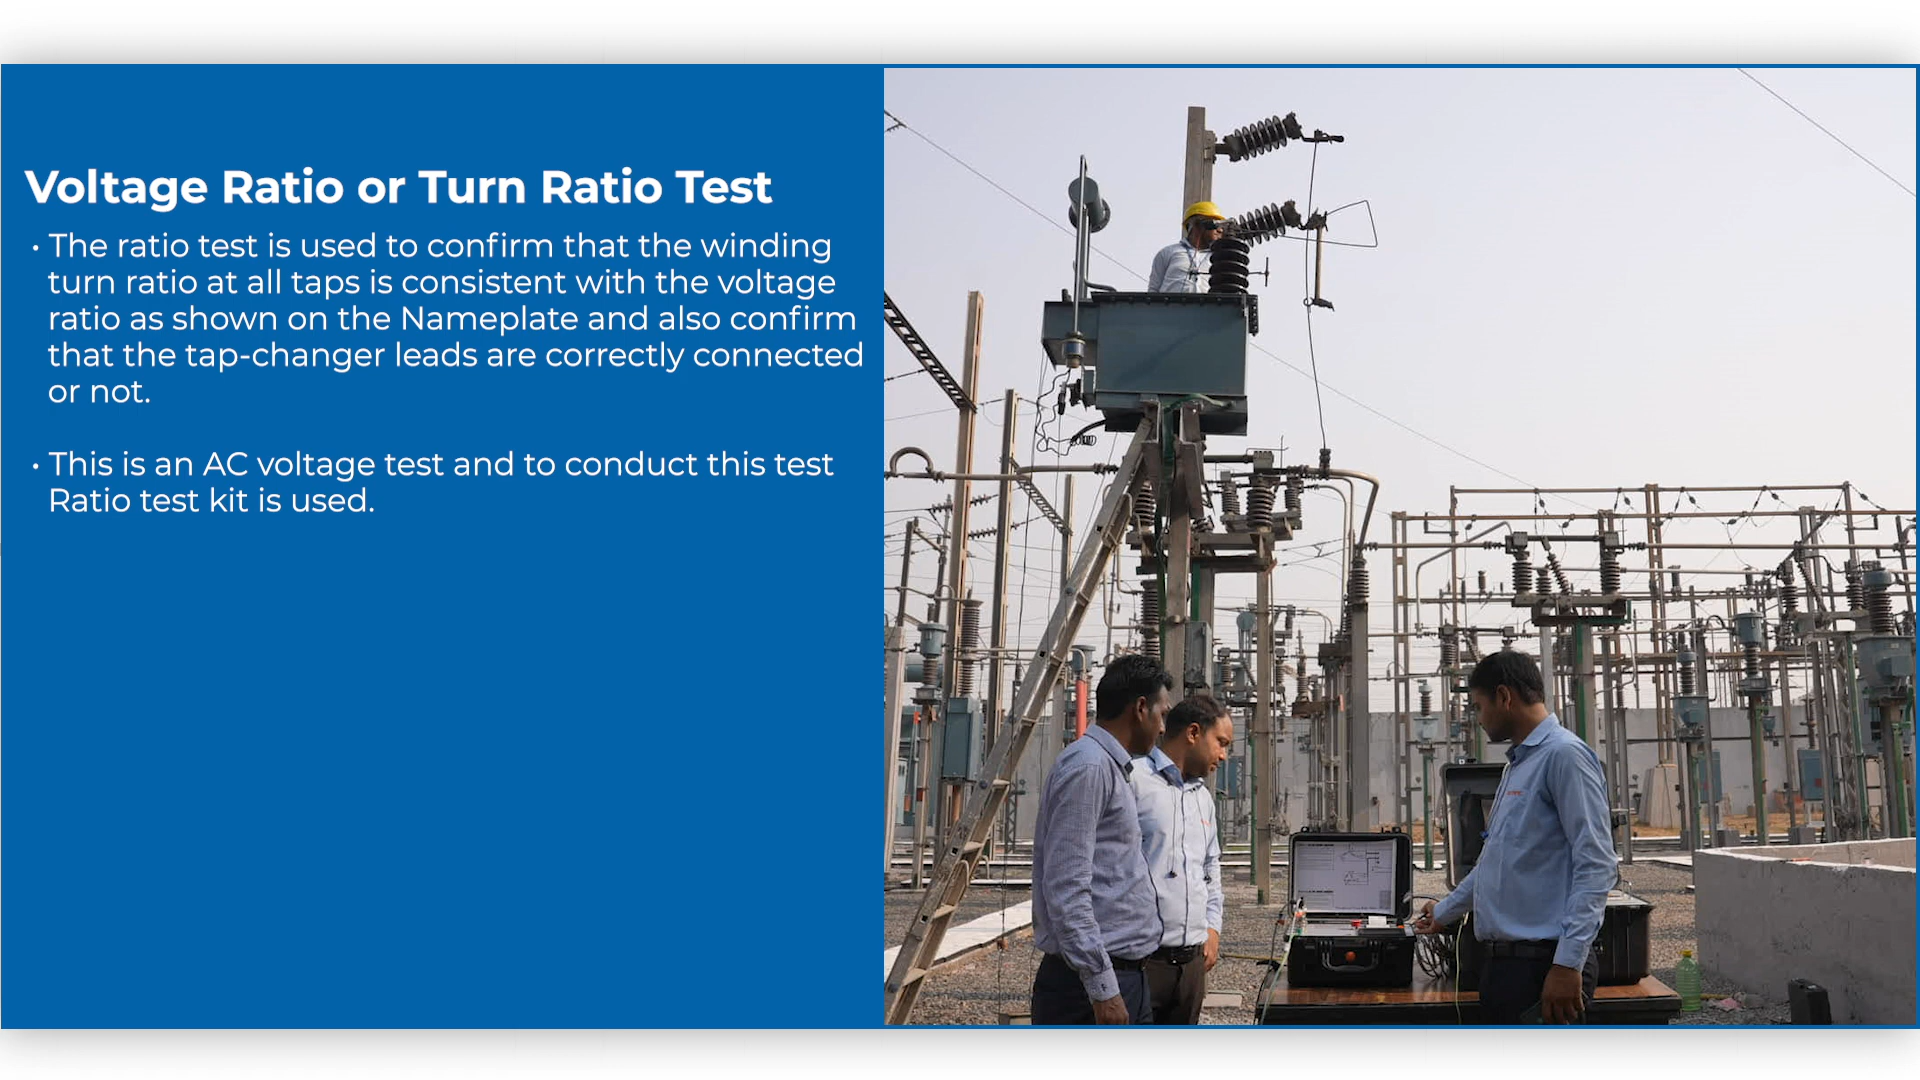 Voltage Ratio or Turn Ratio Test
• The ratio test is used to confirm that the winding
turn ratio at all taps is consistent with the voltage
ratio as shown on the Nameplate and also confirm
that the tap-changer leads are correctly connected
or not.
• This is an AC voltage test and to conduct this test
Ratio test kit is used.